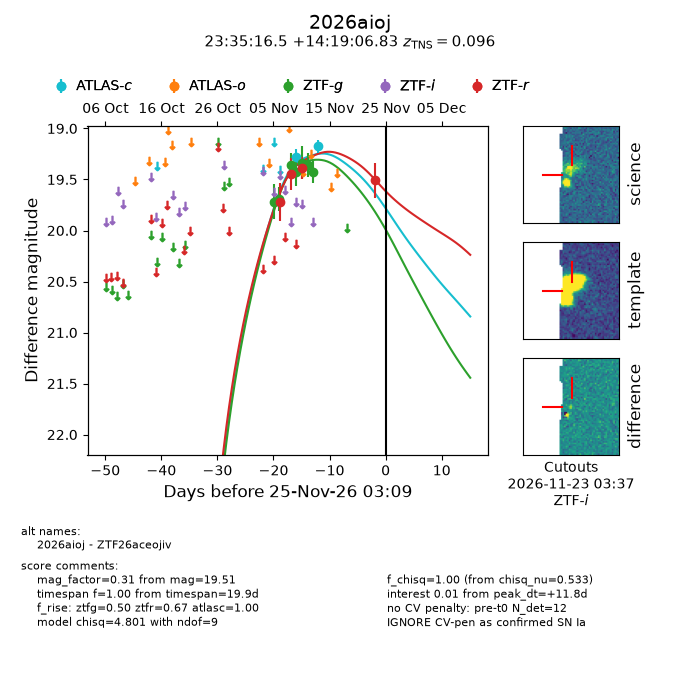 2026aioj
23:35:16.5 +14:19:06.83 zTNS = 0.096
ATLAS-c ATLAS-o ZTF-g ZTF-i ZTF-r
06 Oct 16 Oct 26 Oct 05 Nov 15 Nov 25 Nov 05 Dec
19.0
19.5
20.0
20.5
21.0
21.5
22.0
Difference magnitude
−50 −40 −30 −20 −10 0 10
Days before 25-Nov-26 03:09
science
template
difference
Cutouts
2026-11-23 03:37
ZTF-i
alt names:
2026aioj - ZTF26aceojiv
score comments:
mag_factor=0.31 from mag=19.51
timespan f=1.00 from timespan=19.9d
f_rise: ztfg=0.50 ztfr=0.67 atlasc=1.00
model chisq=4.801 with ndof=9
f_chisq=1.00 (from chisq_nu=0.533)
interest 0.01 from peak_dt=+11.8d
no CV penalty: pre-t0 N_det=12
IGNORE CV-pen as confirmed SN Ia